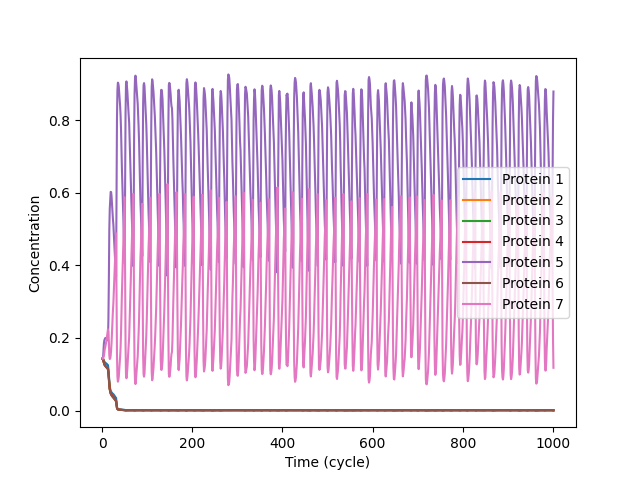 0.8
0.6
0.4
0.2
0.0
Concentration
0
200
400
600
800
1000
Time (cycle)
Protein 1
Protein 2
Protein 3
Protein 4
Protein 5
Protein 6
Protein 7